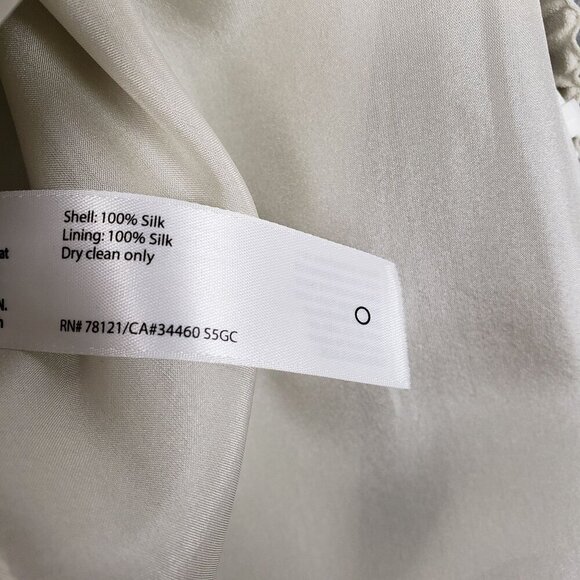 Shell: 100% Silk
Lining: 100% Silk
Dry clean only
RN# 78121/CA#34460 S5GC
O